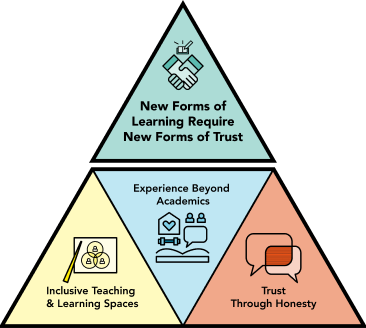 New Forms of
Learning Require
New Forms of Trust
Experience Beyond
Academics
Inclusive Teaching
& Learning Spaces
Trust
Through Honesty